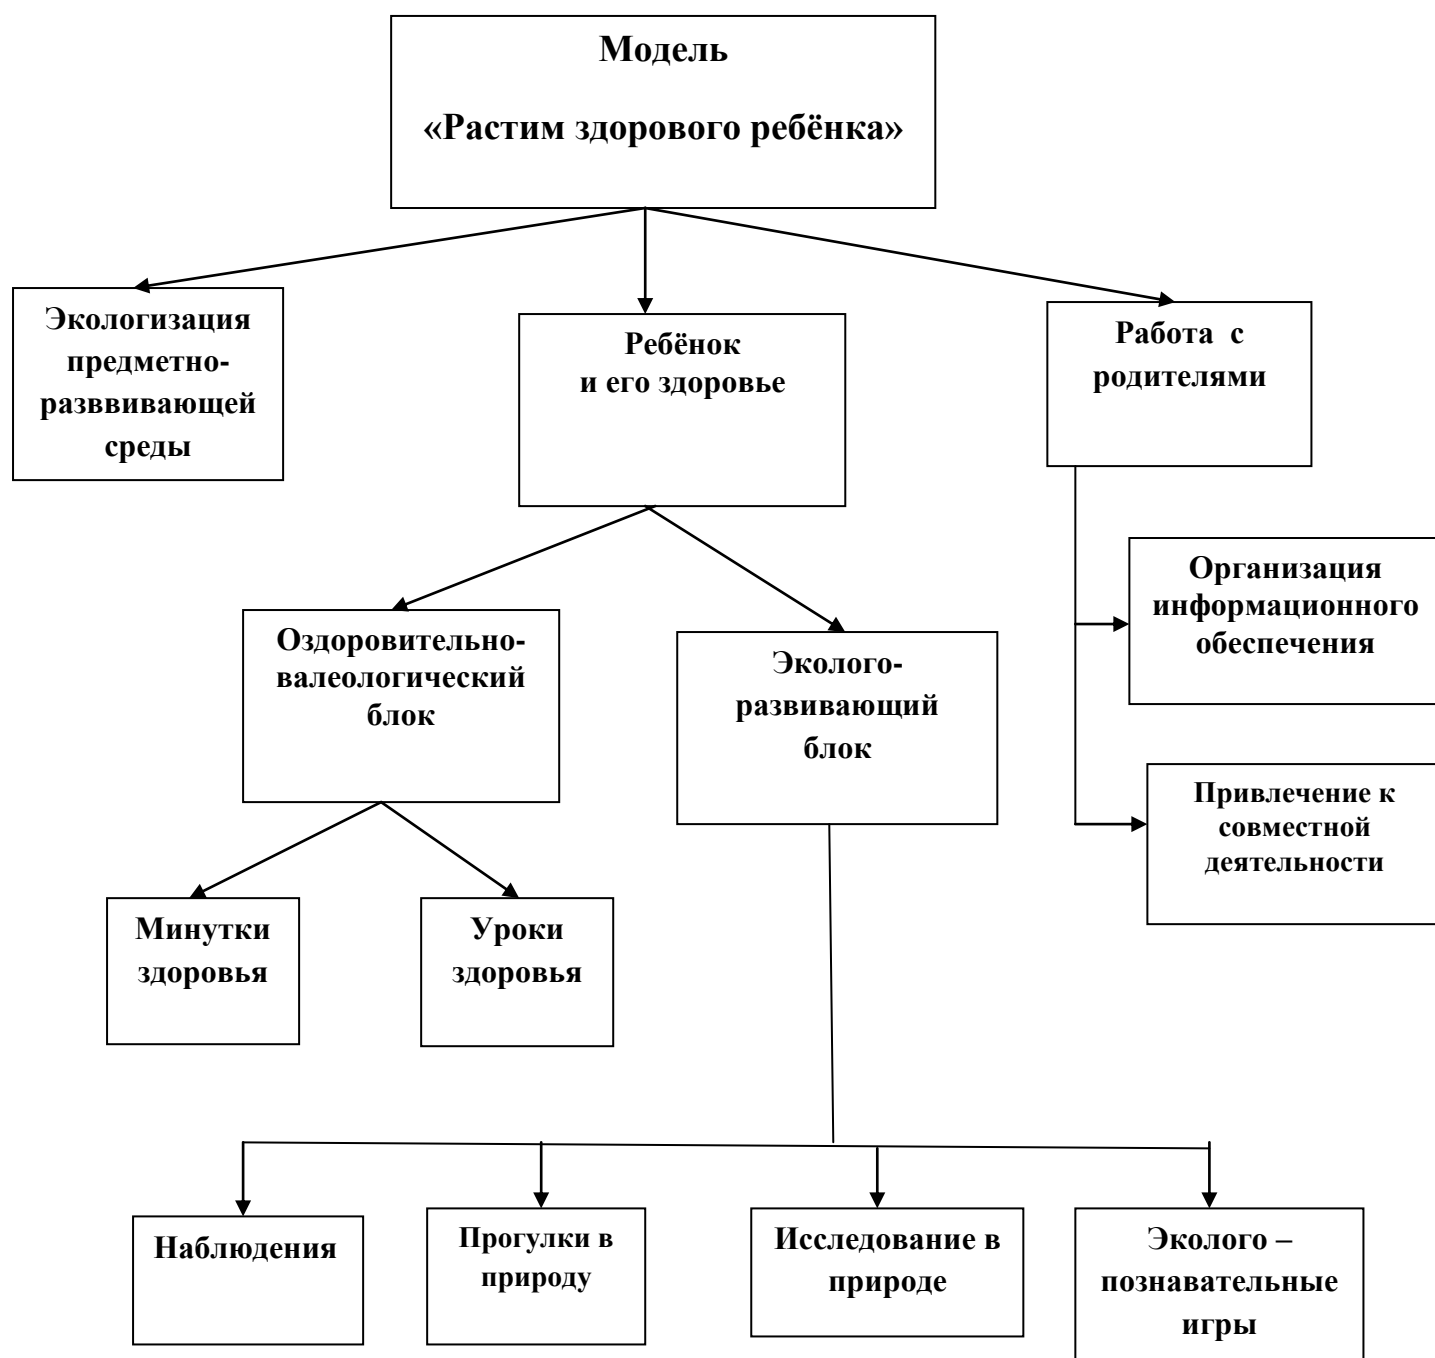 Модель
«Растим здорового ребёнка»
Экологизация
предметно-
разввивающей
среды
Ребёнок
и его здоровье
Работа с
родителями
Организация
информационного
обеспечения
Оздоровительно-
валеологический
блок
Эколого-
развивающий
блок
Привлечение к
совместной
деятельности
Минутки
здоровья
Уроки
здоровья
Наблюдения
Прогулки в
природу
Исследование в
природе
Эколого –
познавательные
игры